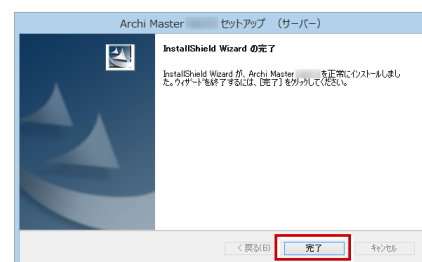 Archi Master セットアップ （サーバー）
InstallShield Wizard の完了
InstallShield Wizard が、Archi Master を正常にインストールしまし
た。ウィザードを終了するには、[完了] をクリックしてください。
< 戻る(B)
完了
キャンセル